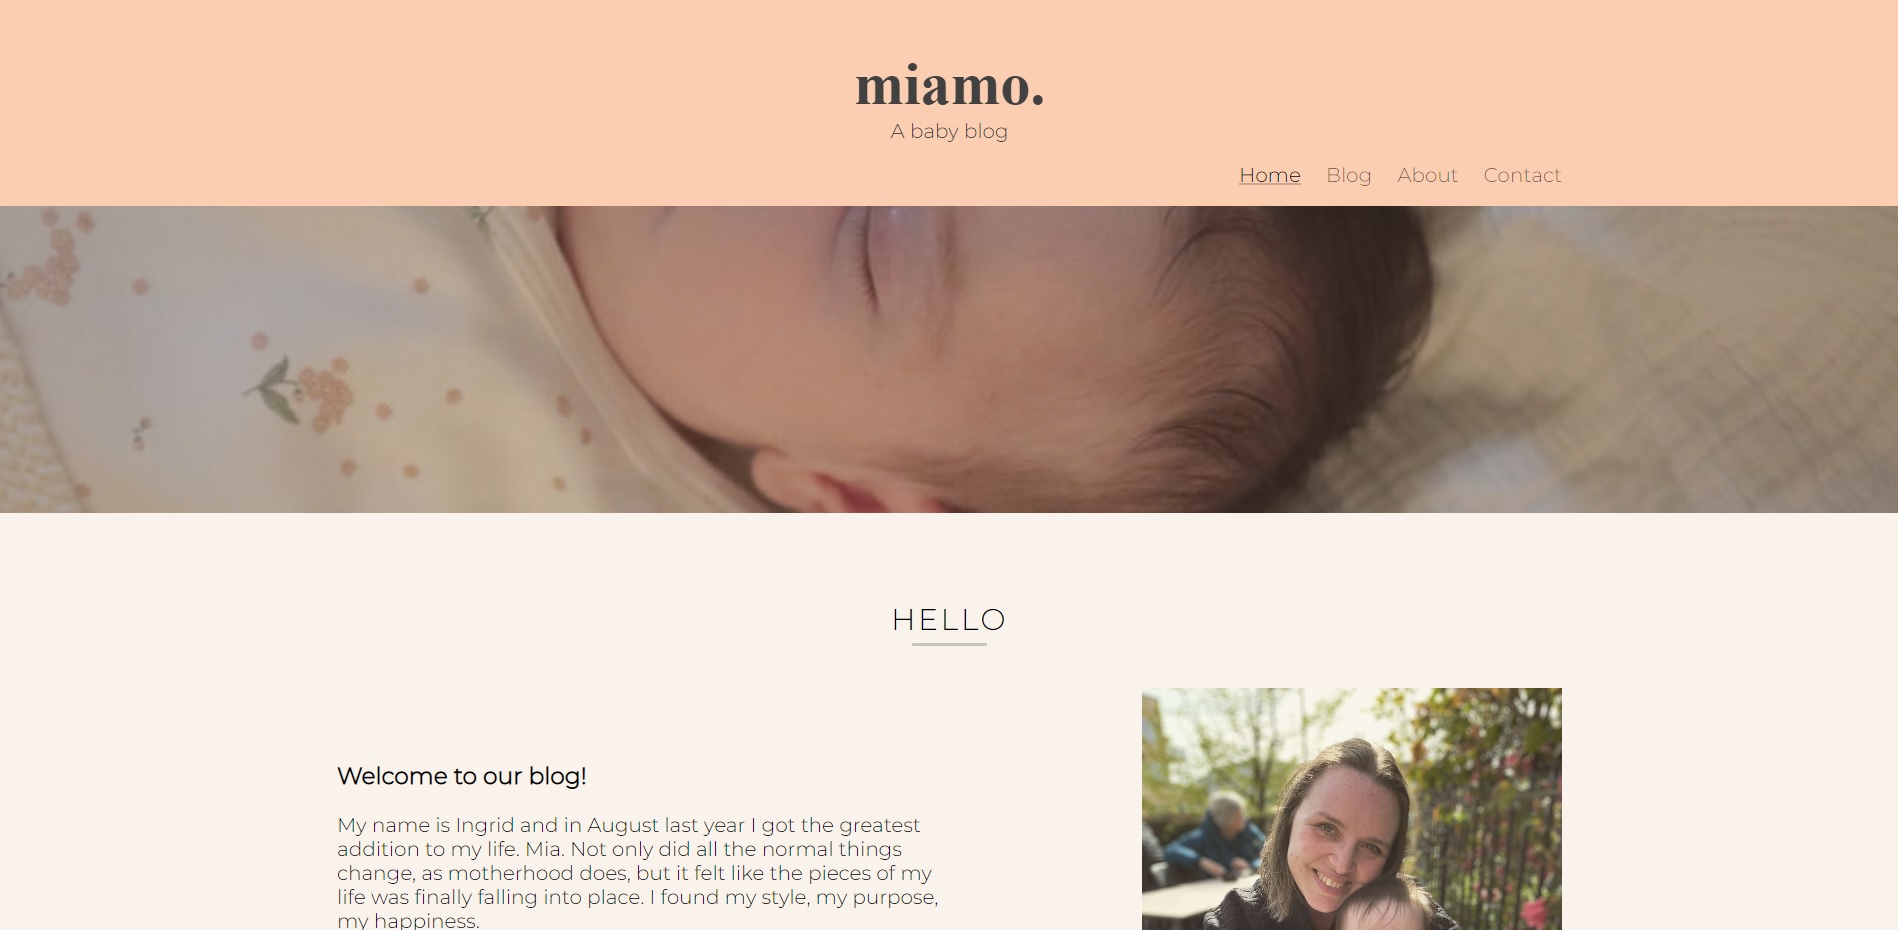 miamo.
A baby blog
Home Blog About Contact
HELLO
Welcome to our blog!
My name is Ingrid and in August last year I got the greatest
addition to my life. Mia. Not only did all the normal things
change, as motherhood does, but it felt like the pieces of my
life was finally falling into place. I found my style, my purpose,
my happiness.